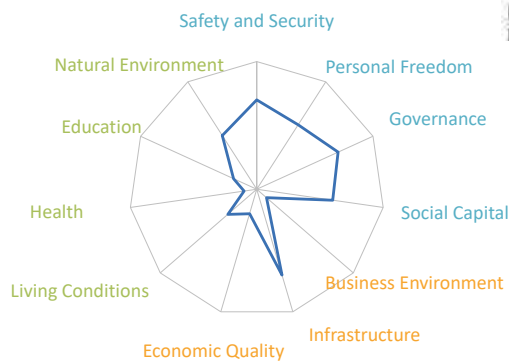 Safety and Security
Natural Environment
Personal Freedom
Education
Governance
Health
Social Capital
Living Conditions
Business Environment
Infrastructure
Economic Quality